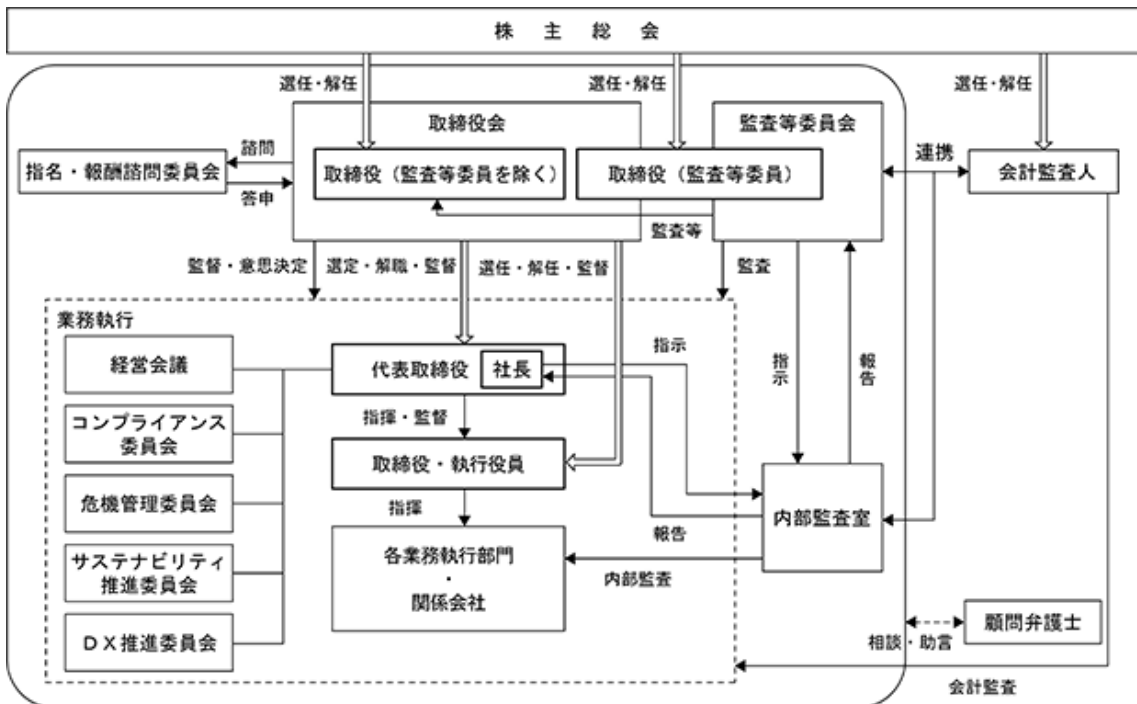 株主総会
選任・解任
選任・解任
選任・解任
取締役会
監査等委員会
諮問
指名・報酬諮問委員会
答申
取締役（監査等委員を除く）
取締役（監査等委員）
連携
会計監査人
監査等
監督・意思決定
選定・解職・監督
選任・解任・監督
監査
業務執行
経営会議
代表取締役
社長
指示
指示
報告
コンプライアンス
委員会
指揮・監督
取締役・執行役員
危機管理委員会
指揮
内部監査室
報告
各業務執行部門
・
関係会社
内部監査
サステナビリティ
推進委員会
DX推進委員会
顧問弁護士
相談・助言
会計監査